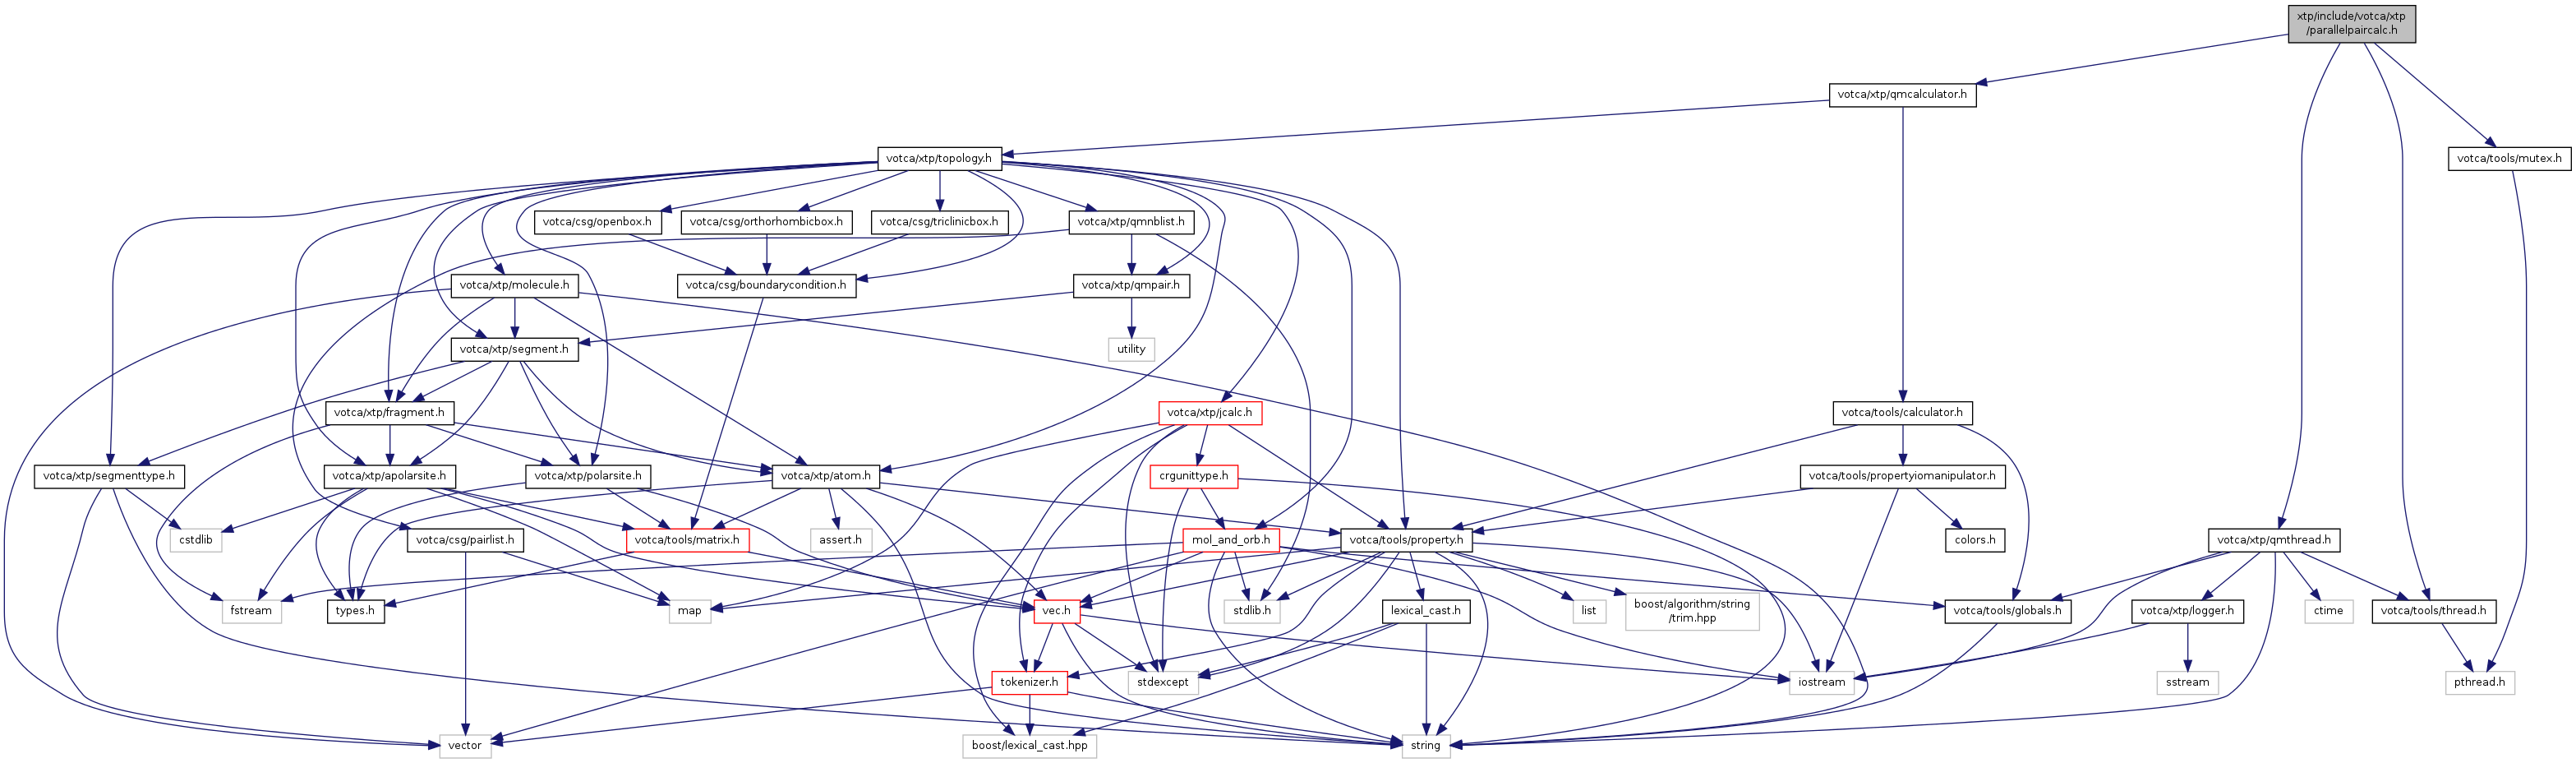 xtp/include/votca/xtp
/parallelpaircalc.h
votca/xtp/qmcalculator.h
votca/xtp/topology.h
votca/tools/mutex.h
votca/csg/openbox.h
votca/csg/orthorhombicbox.h
votca/csg/triclinicbox.h
votca/xtp/qmnblist.h
votca/xtp/molecule.h
votca/csg/boundarycondition.h
votca/xtp/qmpair.h
votca/xtp/segment.h
utility
votca/xtp/fragment.h
votca/xtp/jcalc.h
votca/tools/calculator.h
votca/xtp/segmenttype.h
votca/xtp/apolarsite.h
votca/xtp/polarsite.h
votca/xtp/atom.h
crgunittype.h
votca/tools/propertyiomanipulator.h
cstdlib
votca/csg/pairlist.h
votca/tools/matrix.h
assert.h
mol_and_orb.h
votca/tools/property.h
colors.h
votca/xtp/qmthread.h
fstream
types.h
map
vec.h
stdlib.h
lexical_cast.h
list
boost/algorithm/string
/trim.hpp
votca/tools/globals.h
votca/xtp/logger.h
ctime
votca/tools/thread.h
tokenizer.h
stdexcept
iostream
sstream
pthread.h
vector
boost/lexical_cast.hpp
string